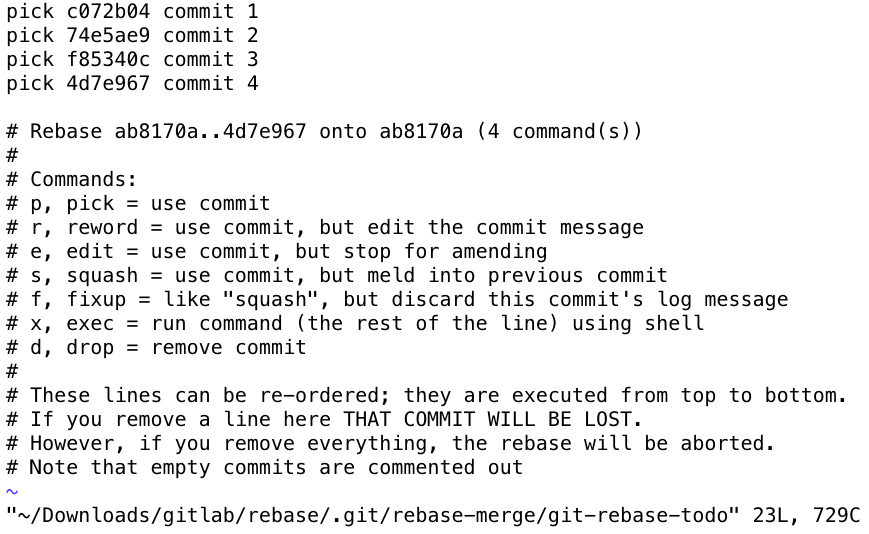 pick c072b04 commit 1
pick 74e5ae9 commit 2
pick f85340c commit 3
pick 4d7e967 commit 4
# Rebase ab8170a..4d7e967 onto ab8170a (4 command(s))
#
# Commands:
# p, pick = use commit
# r, reword = use commit, but edit the commit message
# e, edit = use commit, but stop for amending
# s, squash = use commit, but meld into previous commit
# f, fixup = like "squash", but discard this commit's log message
# x, exec = run command (the rest of the line) using shell
# d, drop = remove commit
#
# These lines can be re-ordered; they are executed from top to bottom.
# If you remove a line here THAT COMMIT WILL BE LOST.
# However, if you remove everything, the rebase will be aborted.
# Note that empty commits are commented out
~
"~/Downloads/gitlab/rebase/.git/rebase-merge/git-rebase-todo" 23L, 729C